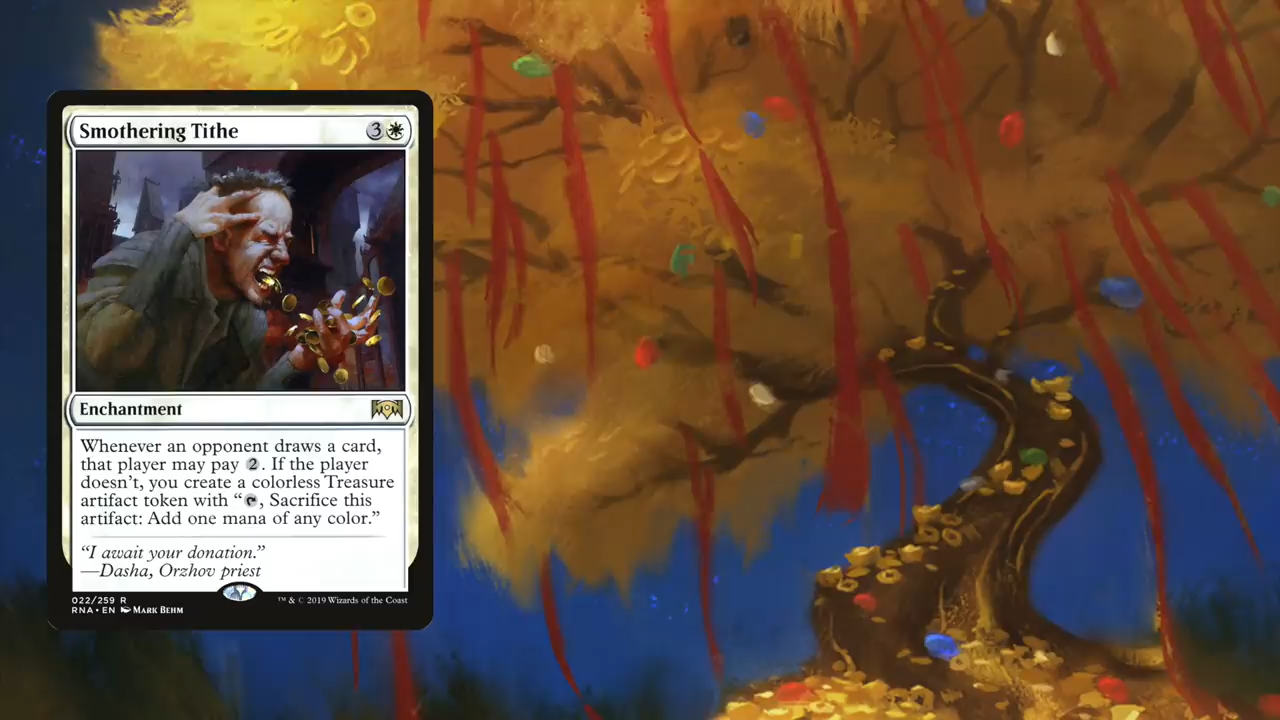 Smothering Tithe 3
Enchantment
Whenever an opponent draws a card,
that player may pay 2. If the player
doesn't, you create a colorless Treasure
artifact token with “, Sacrifice this
artifact: Add one mana of any color.”
“I await your donation.”
—Dasha, Orzhov priest
022/259 R
™ & © 2019 Wizards of the Coast
RNA • EN Mark Behm